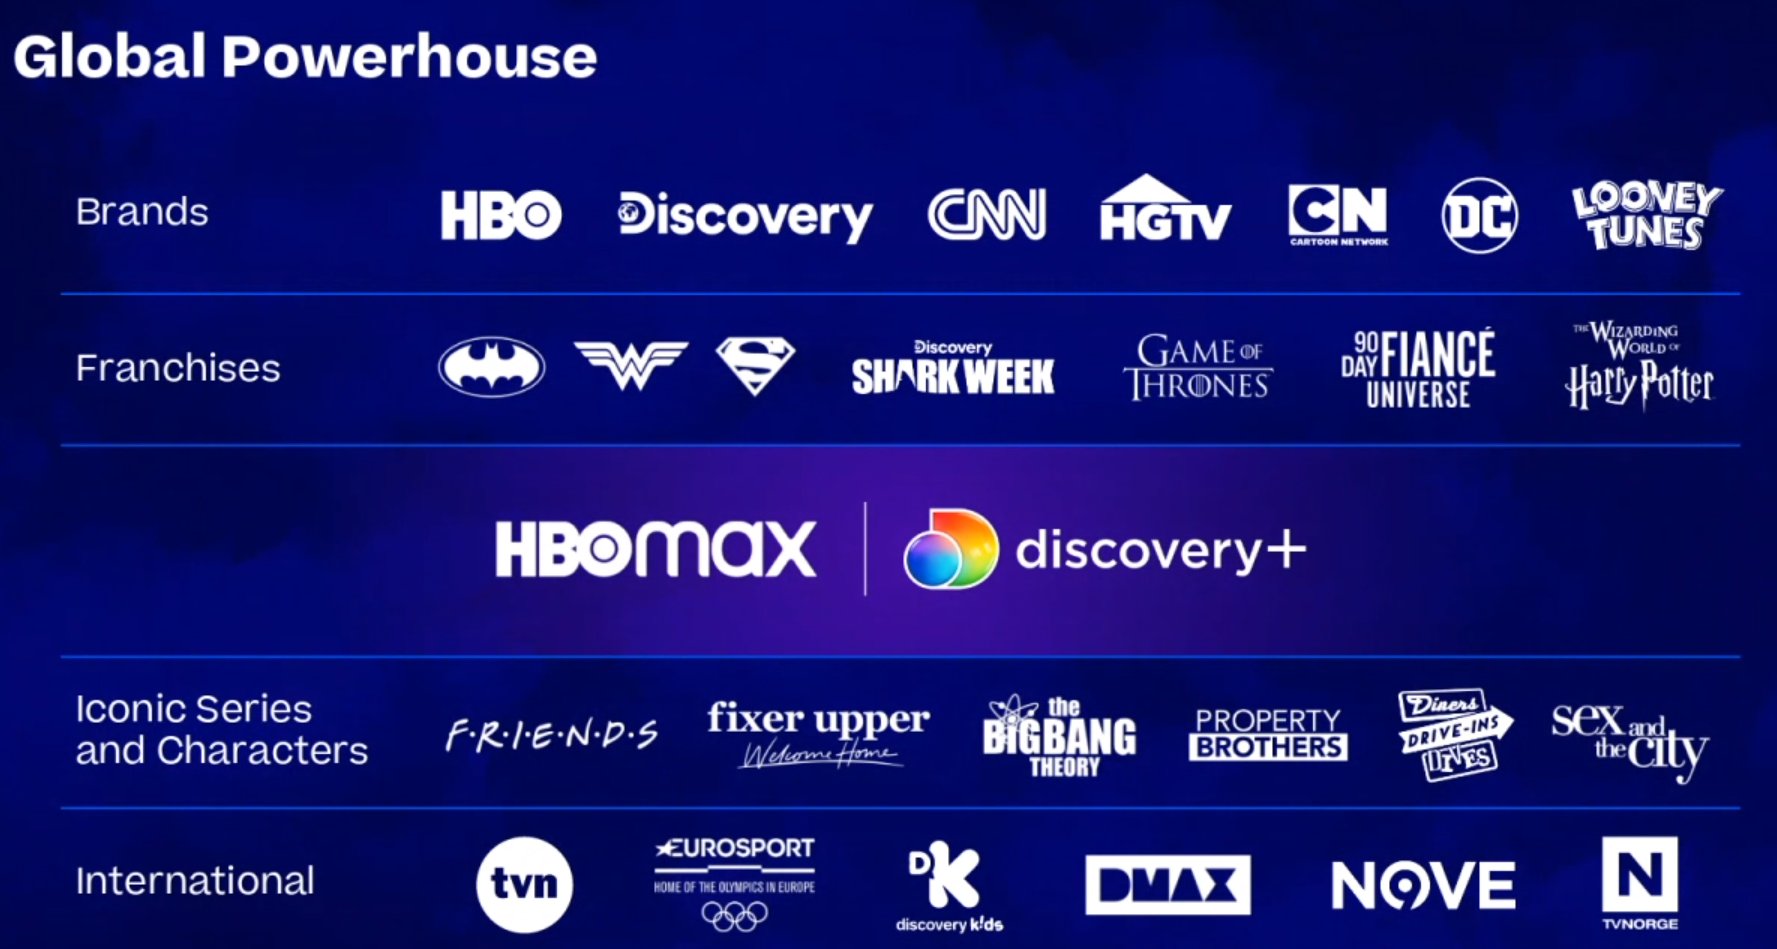 Global Powerhouse
Brands
HBO
Discovery
CNN
HGTV
CN
CARTOON NETWORK
DC
LOONEY
TUNES
Franchises
W
S
Discovery
SHARK WEEK
GAME OF
THRONES
90
DAY
FIANCÉ
UNIVERSE
THE WIZARDING
WORLD OF
Harry Potter
HBOmax
discovery+
Iconic Series
and Characters
F·R·I·E·N·D·S
fixer upper
Welcome Home
the
BIGBANG
THEORY
PROPERTY
BROTHERS
Diners
DRIVE-INS
DIVES
sex and
the city
International
tvn
EUROSPORT
HOME OF THE OLYMPICS IN EUROPE
DK
discovery kids
DMAX
NOVE
N
TVNORGE